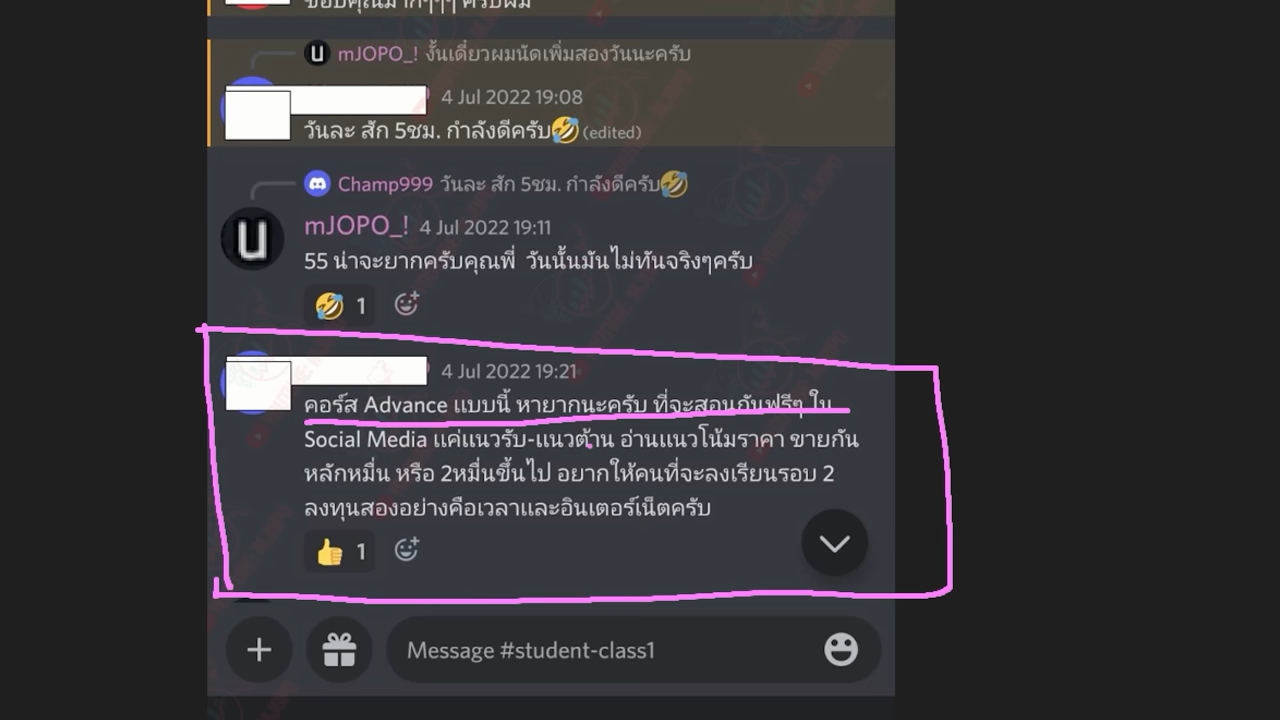 ขอบคุณมากๆๆๆ ครับผม
mJOPO_! งั้นเดี๋ยวผมนัดเพิ่มสองวันนะครับ
4 Jul 2022 19:08
วันละ สัก 5ชม. กำลังดีครับ🤣 (edited)
Champ999 วันละ สัก 5ชม. กำลังดีครับ🤣
mJOPO_! 4 Jul 2022 19:11
55 น่าจะยากครับคุณพี่ วันนั้นมันไม่ทันจริงๆครับ
🤣 1
4 Jul 2022 19:21
คอร์ส Advance แบบนี้ หายากนะครับ ที่จะสอนกันฟรีๆ ใน
Social Media แค่แนวรับ-แนวต้าน อ่านแนวโน้มราคา ขายกัน
หลักหมื่น หรือ 2หมื่นขึ้นไป อยากให้คนที่จะลงเรียนรอบ 2
ลงทุนสองอย่างคือเวลาและอินเตอร์เน็ตครับ
👍 1
Message #student-class1